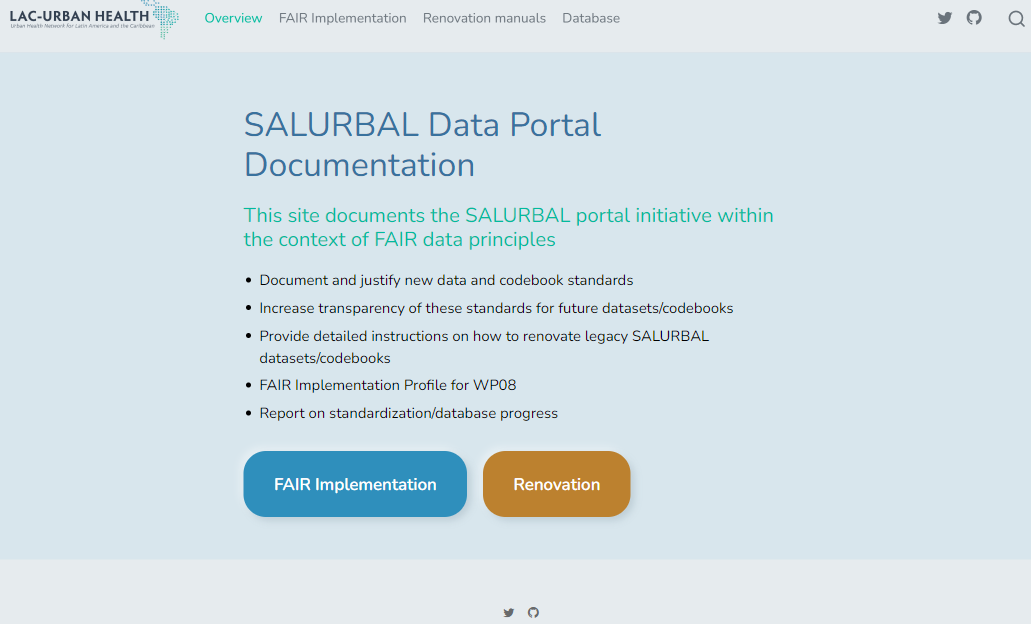 LAC-URBAN HEALTH
Urban Health Network for Latin America and the Caribbean
Overview FAIR Implementation Renovation manuals Database
SALURBAL Data Portal
Documentation
This site documents the SALURBAL portal initiative within
the context of FAIR data principles
• Document and justify new data and codebook standards
• Increase transparency of these standards for future datasets/codebooks
• Provide detailed instructions on how to renovate legacy SALURBAL
datasets/codebooks
• FAIR Implementation Profile for WP08
• Report on standardization/database progress
FAIR Implementation Renovation